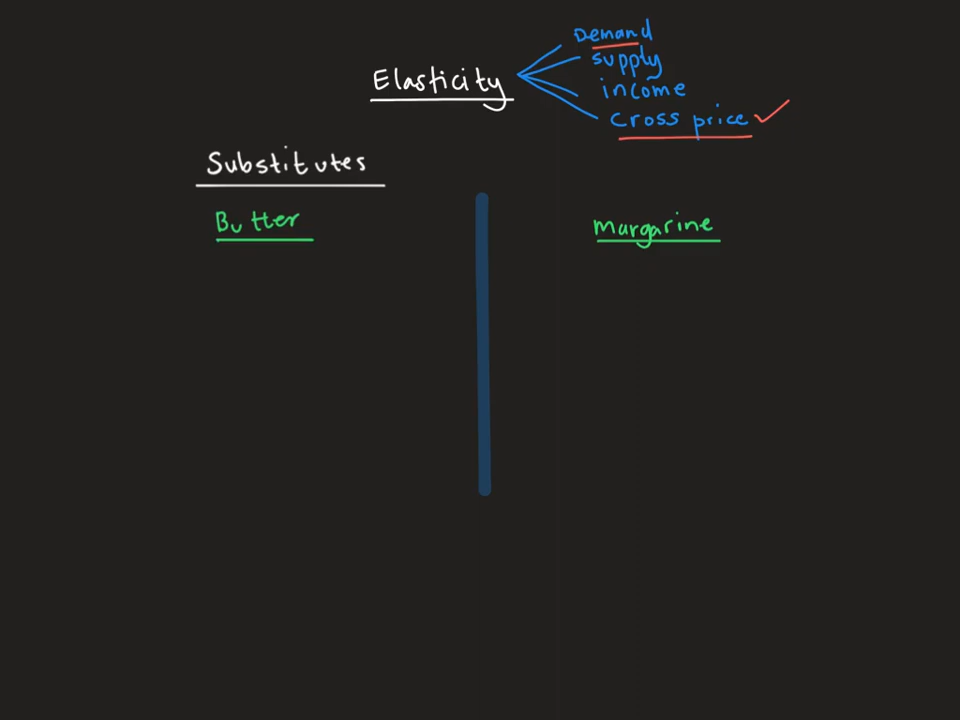 Demand
supply
Elasticity
income
Cross price
Substitutes
Butter
Margarine